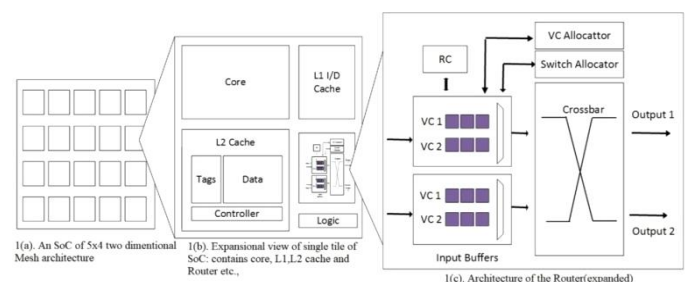 Core
L1 I/D
Cache
L2 Cache
Tags
Data
Controller
Logic
RC
VC Allocattor
Switch Allocator
VC 1
VC 2
VC 1
VC 2
Crossbar
Output 1
Output 2
Input Buffers
1(a). An SoC of 5x4 two dimentional
Mesh architecture
1(b). Expansional view of single tile of
SoC: contains core, L1,L2 cache and
Router etc.,
1(c). Architecture of the Router(expanded)